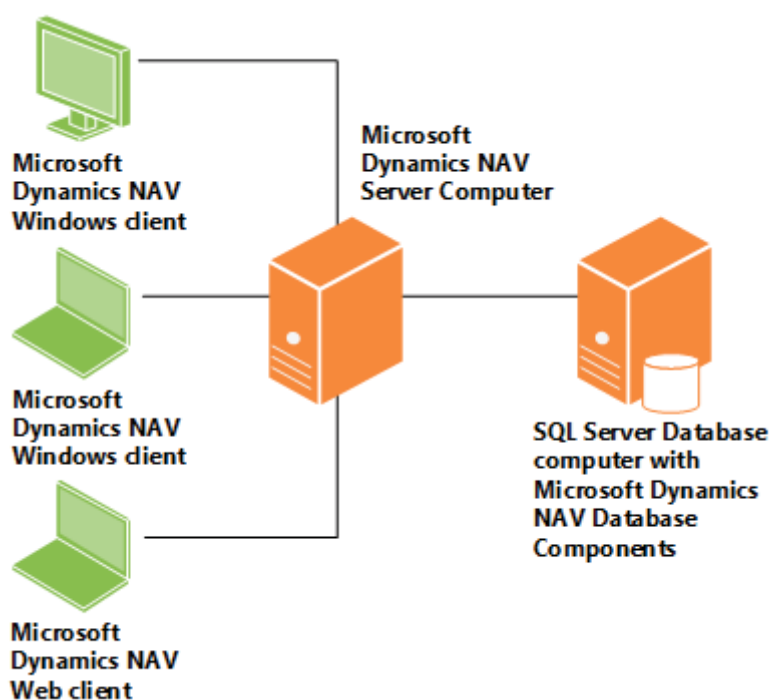 Microsoft
Dynamics NAV
Windows client
Microsoft
Dynamics NAV
Server Computer
Microsoft
Dynamics NAV
Windows client
SQL Server Database
computer with
Microsoft Dynamics
NAV Database
Components
Microsoft
Dynamics NAV
Web client